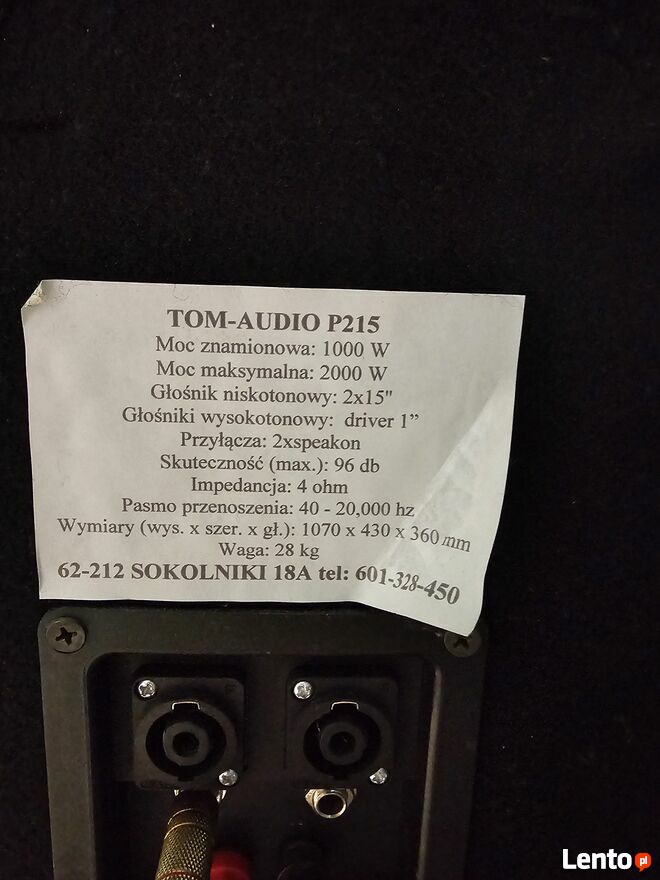 TOM-AUDIO P215
Moc znamionowa: 1000 W
Moc maksymalna: 2000 W
Głośnik niskotonowy: 2x15"
Głośniki wysokotonowy: driver 1”
Przyłącza: 2xspeakon
Skuteczność (max.): 96 db
Impedancja: 4 ohm
Pasmo przenoszenia: 40 - 20,000 hz
Wymiary (wys. x szer. x gł.): 1070 x 430 x 360 mm
Waga: 28 kg
62-212 SOKOLNIKI 18A tel: 601-328-450
Lento.pl